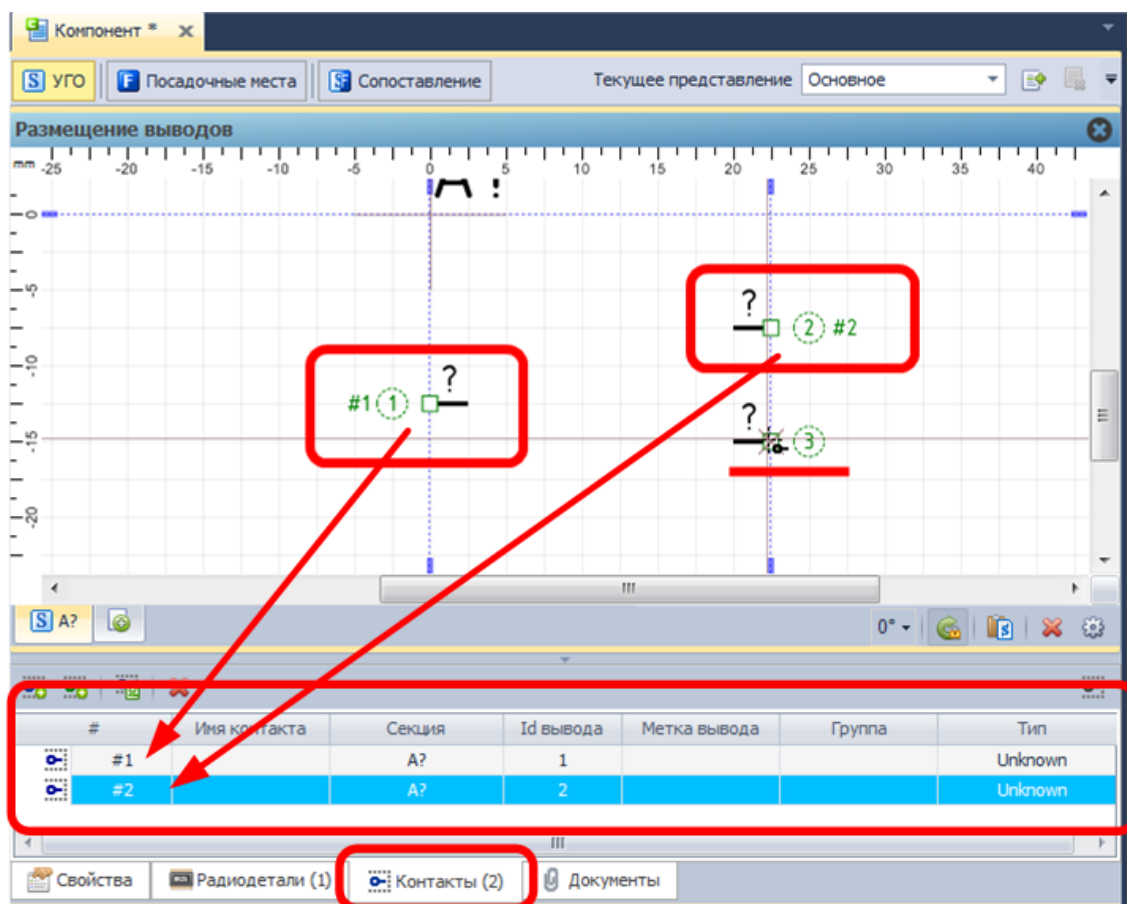 Компонент *
УГО Посадочные места Сопоставление Текущее представление Основное
Размещение выводов
mm -25 -20 -15 -10 -5 0 5 10 15 20 25 30 35 40
0
-5
-10
-15
-20
?
2 #2
?
#1 1
?
3
A? 0°
# Имя контакта Секция Id вывода Метка вывода Группа Тип
#1 A? 1 Unknown
#2 A? 2 Unknown
Свойства Радиодетали (1) Контакты (2) Документы